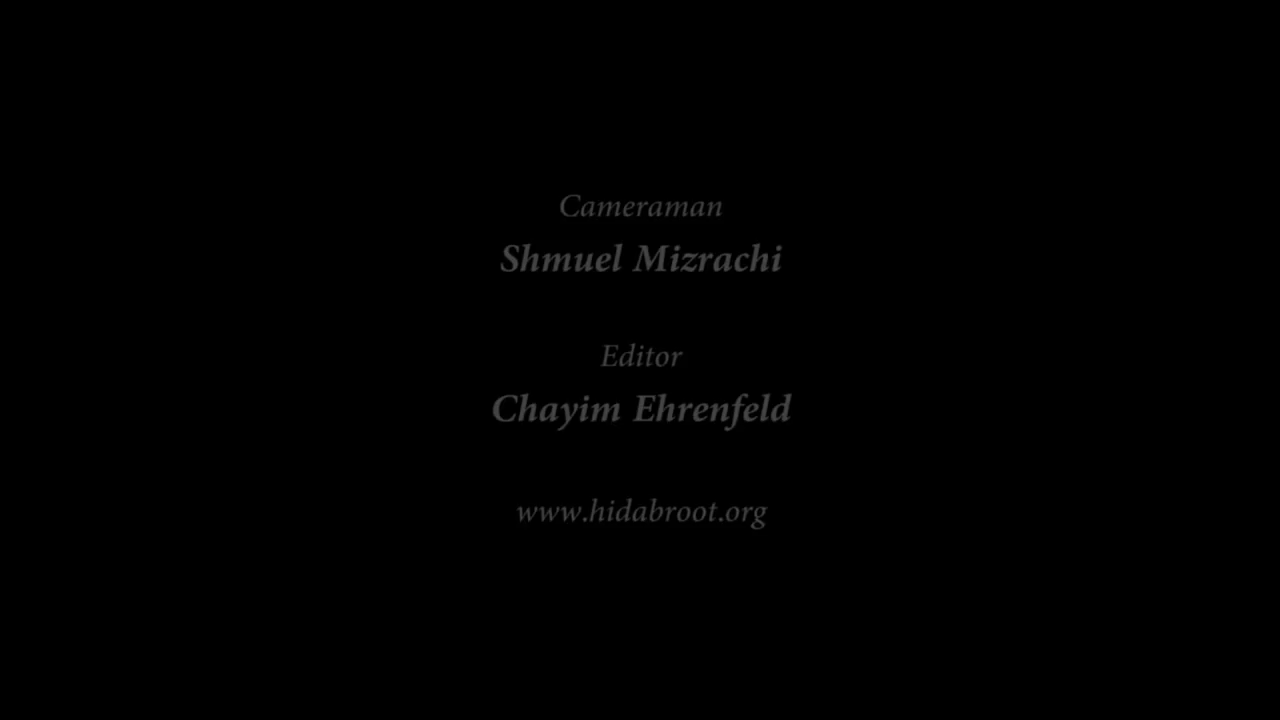 Cameraman
Shmuel Mizrachi
Editor
Chayim Ehrenfeld
www.hidabroot.org